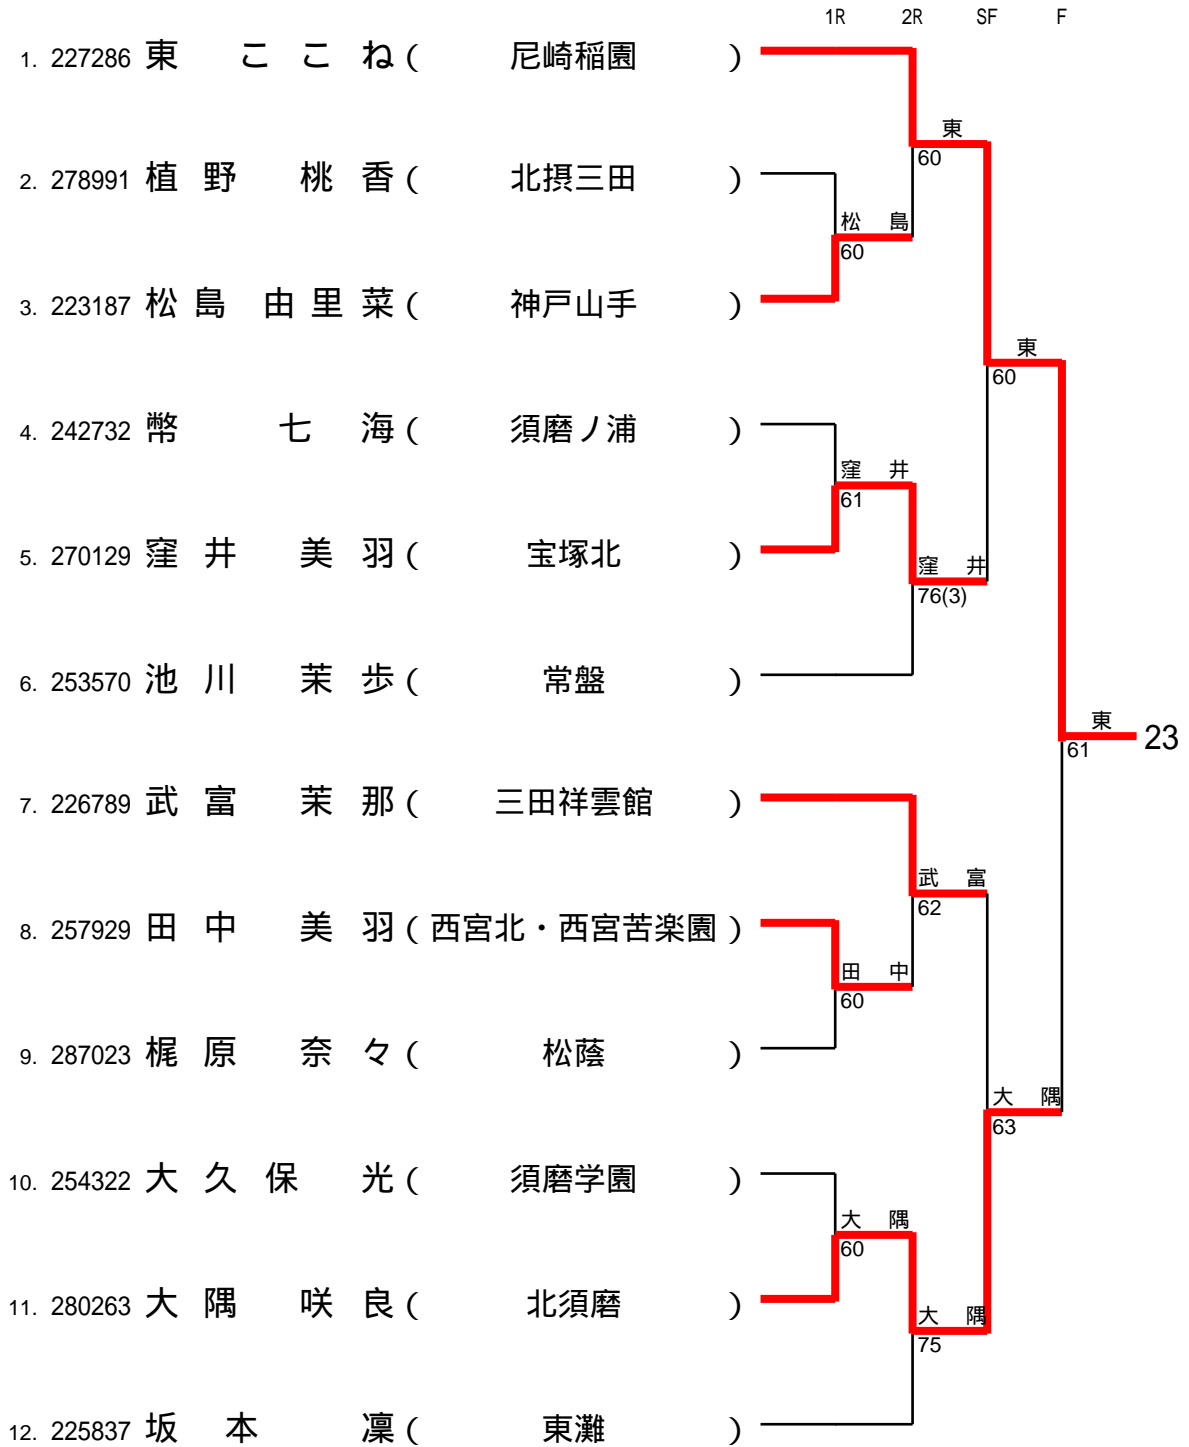 1R 2R SF F
1. 227286 東 ここね ( 尼崎稲園 )
東
60
2. 278991 植野 桃香 ( 北摂三田 )
松島
60
3. 223187 松島 由里菜 ( 神戸山手 )
東
60
4. 242732 幣 七海 ( 須磨ノ浦 )
窪井
61
5. 270129 窪井 美羽 ( 宝塚北 )
窪井
76(3)
6. 253570 池川 茉歩 ( 常盤 )
東
61
23
7. 226789 武富 茉那 ( 三田祥雲館 )
武富
62
8. 257929 田中 美羽 ( 西宮北・西宮苦楽園 )
田中
60
9. 287023 梶原 奈々 ( 松蔭 )
大隅
63
10. 254322 大久保 光 ( 須磨学園 )
大隅
60
11. 280263 大隅 咲良 ( 北須磨 )
大隅
75
12. 225837 坂本 凜 ( 東灘 )